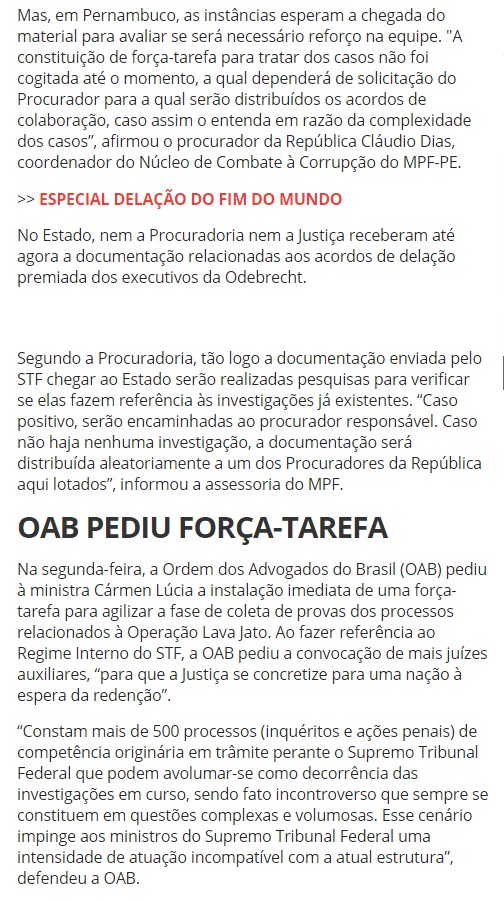 Mas, em Pernambuco, as instâncias esperam a chegada do
material para avaliar se será necessário reforço na equipe. "A
constituição de força-tarefa para tratar dos casos não foi
cogitada até o momento, a qual dependerá de solicitação do
Procurador para a qual serão distribuídos os acordos de
colaboração, caso assim o entenda em razão da complexidade
dos casos”, afirmou o procurador da República Cláudio Dias,
coordenador do Núcleo de Combate à Corrupção do MPF-PE.
>> ESPECIAL DELAÇÃO DO FIM DO MUNDO
No Estado, nem a Procuradoria nem a Justiça receberam até
agora a documentação relacionadas aos acordos de delação
premiada dos executivos da Odebrecht.
Segundo a Procuradoria, tão logo a documentação enviada pelo
STF chegar ao Estado serão realizadas pesquisas para verificar
se elas fazem referência às investigações já existentes. “Caso
positivo, serão encaminhadas ao procurador responsável. Caso
não haja nenhuma investigação, a documentação será
distribuída aleatoriamente a um dos Procuradores da República
aqui lotados”, informou a assessoria do MPF.
OAB PEDIU FORÇA-TAREFA
Na segunda-feira, a Ordem dos Advogados do Brasil (OAB) pediu
à ministra Cármen Lúcia a instalação imediata de uma força-
tarefa para agilizar a fase de coleta de provas dos processos
relacionados à Operação Lava Jato. Ao fazer referência ao
Regime Interno do STF, a OAB pediu a convocação de mais juízes
auxiliares, “para que a Justiça se concretize para uma nação à
espera da redenção”.
“Constam mais de 500 processos (inquéritos e ações penais) de
competência originária em trâmite perante o Supremo Tribunal
Federal que podem avolumar-se como decorrência das
investigações em curso, sendo fato incontroverso que sempre se
constituem em questões complexas e volumosas. Esse cenário
impinge aos ministros do Supremo Tribunal Federal uma
intensidade de atuação incompatível com a atual estrutura”,
defendeu a OAB.